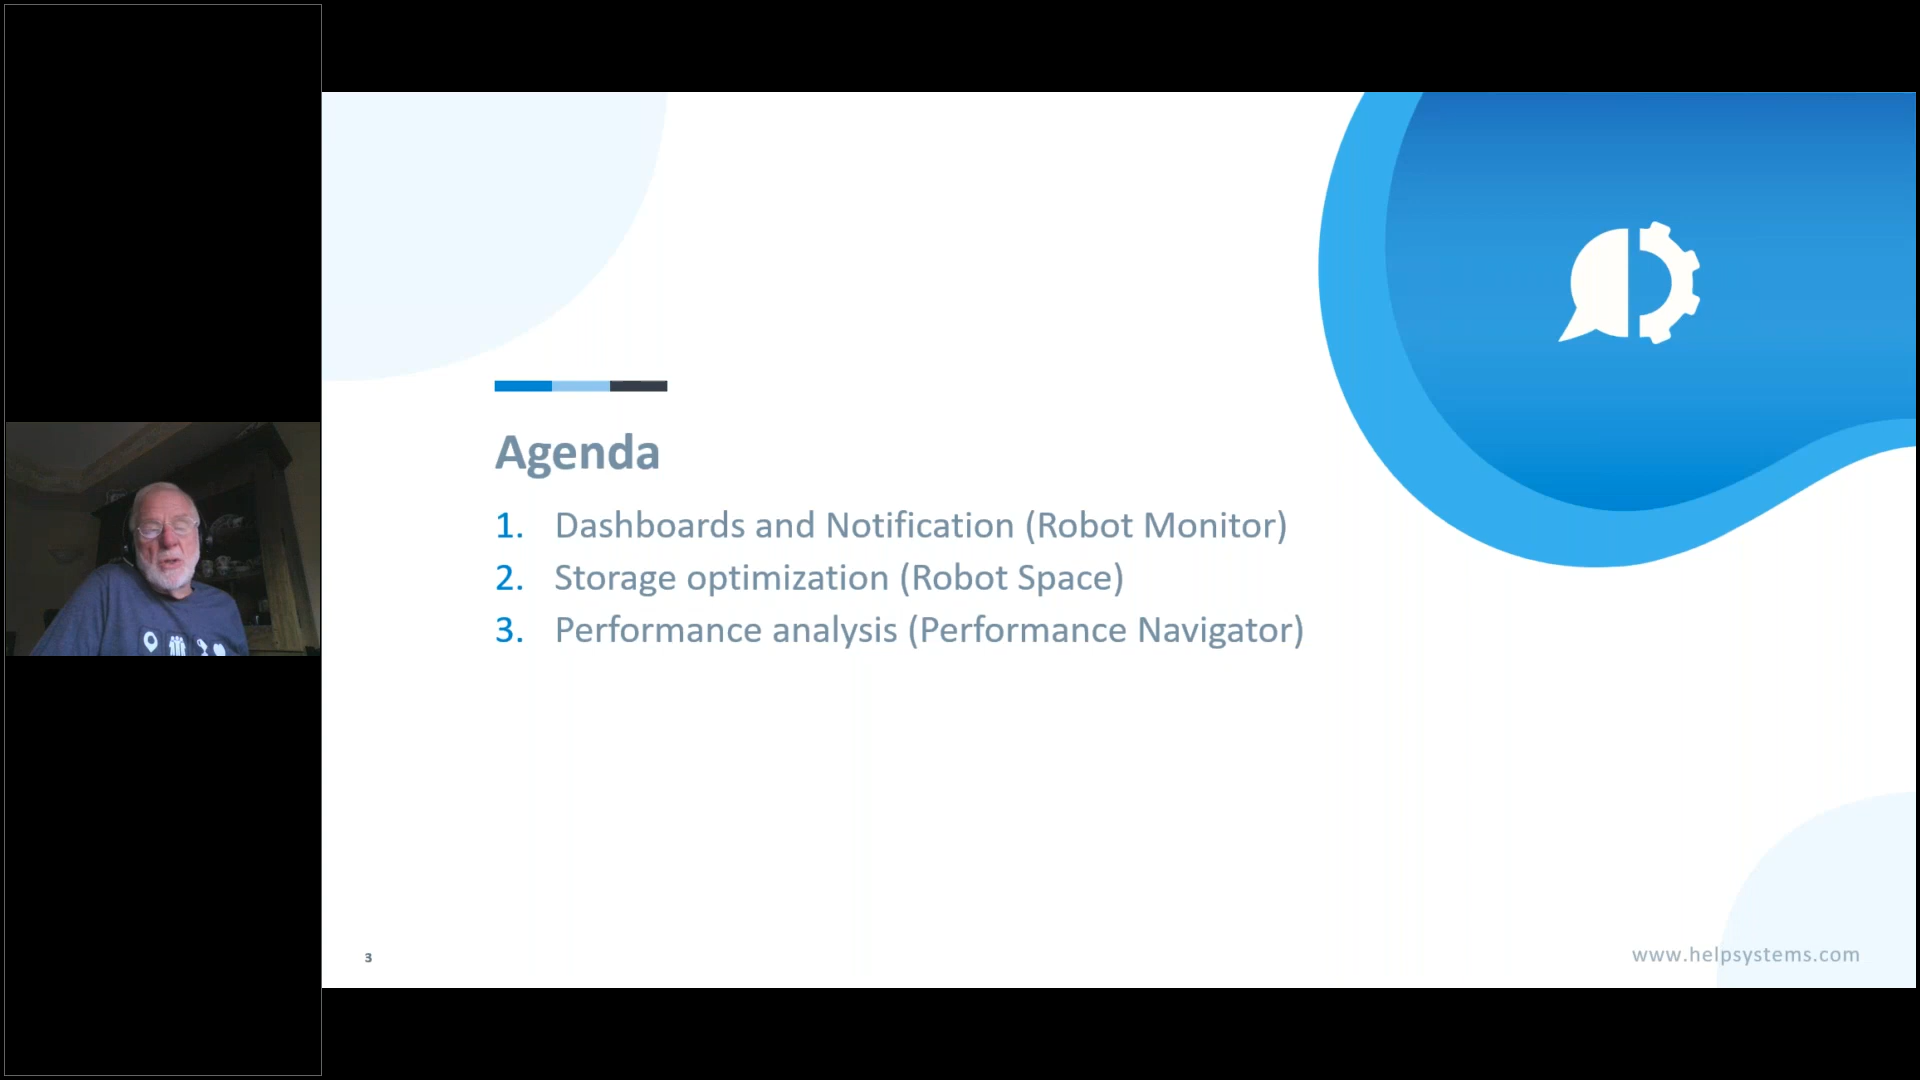 Agenda
1. Dashboards and Notification (Robot Monitor)
2. Storage optimization (Robot Space)
3. Performance analysis (Performance Navigator)
3
www.helpsystems.com